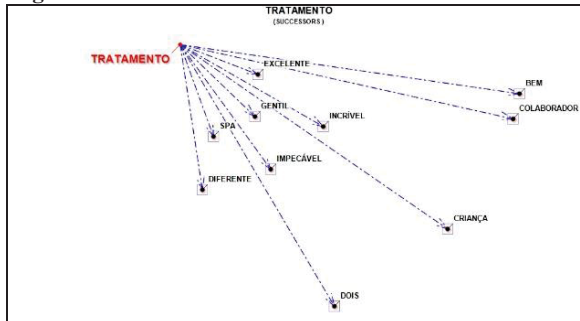 TRATAMENTO
(SUCCESSORS )
TRATAMENTO
EXCELENTE
BEM
COLABORADOR
GENTIL
INCRÍVEL
SPA
IMPECÁVEL
DIFERENTE
CRIANÇA
DOIS